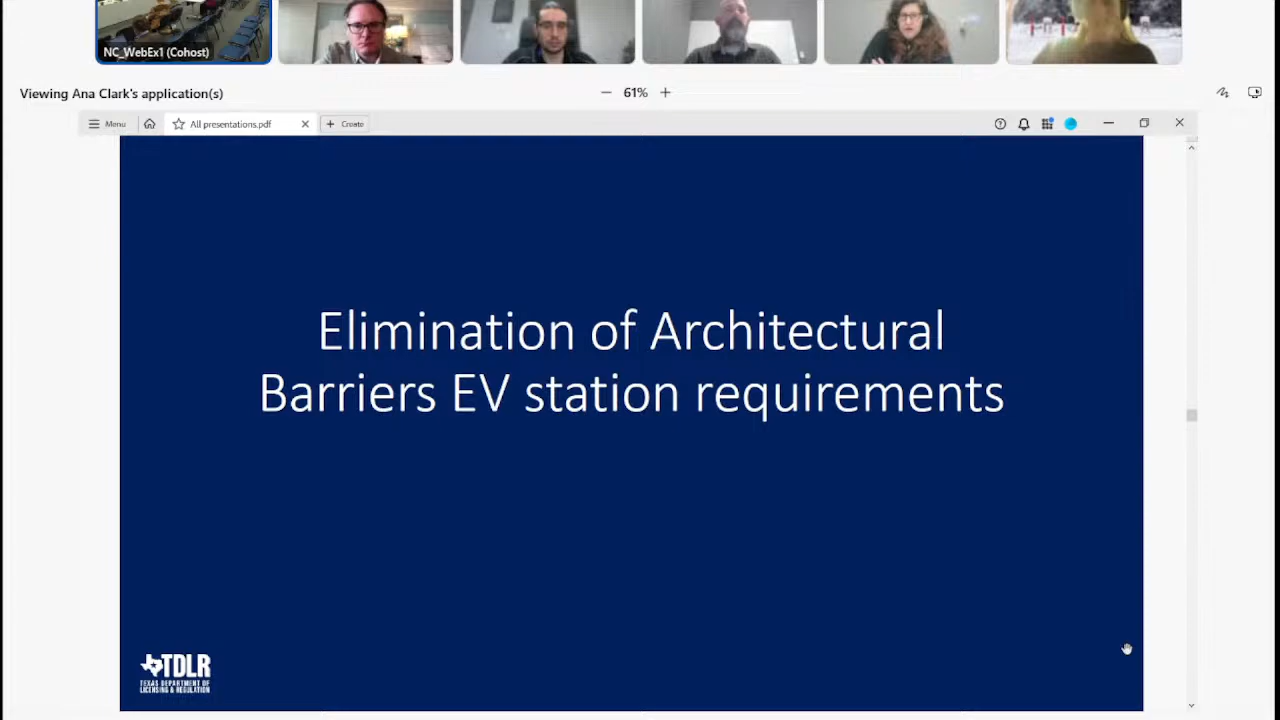 NC_WebEx1 (Cohost)
Viewing Ana Clark's application(s)
61%
Menu
All presentations.pdf
Create
Elimination of Architectural
Barriers EV station requirements
TDLR
TEXAS DEPARTMENT OF
LICENSING & REGULATION